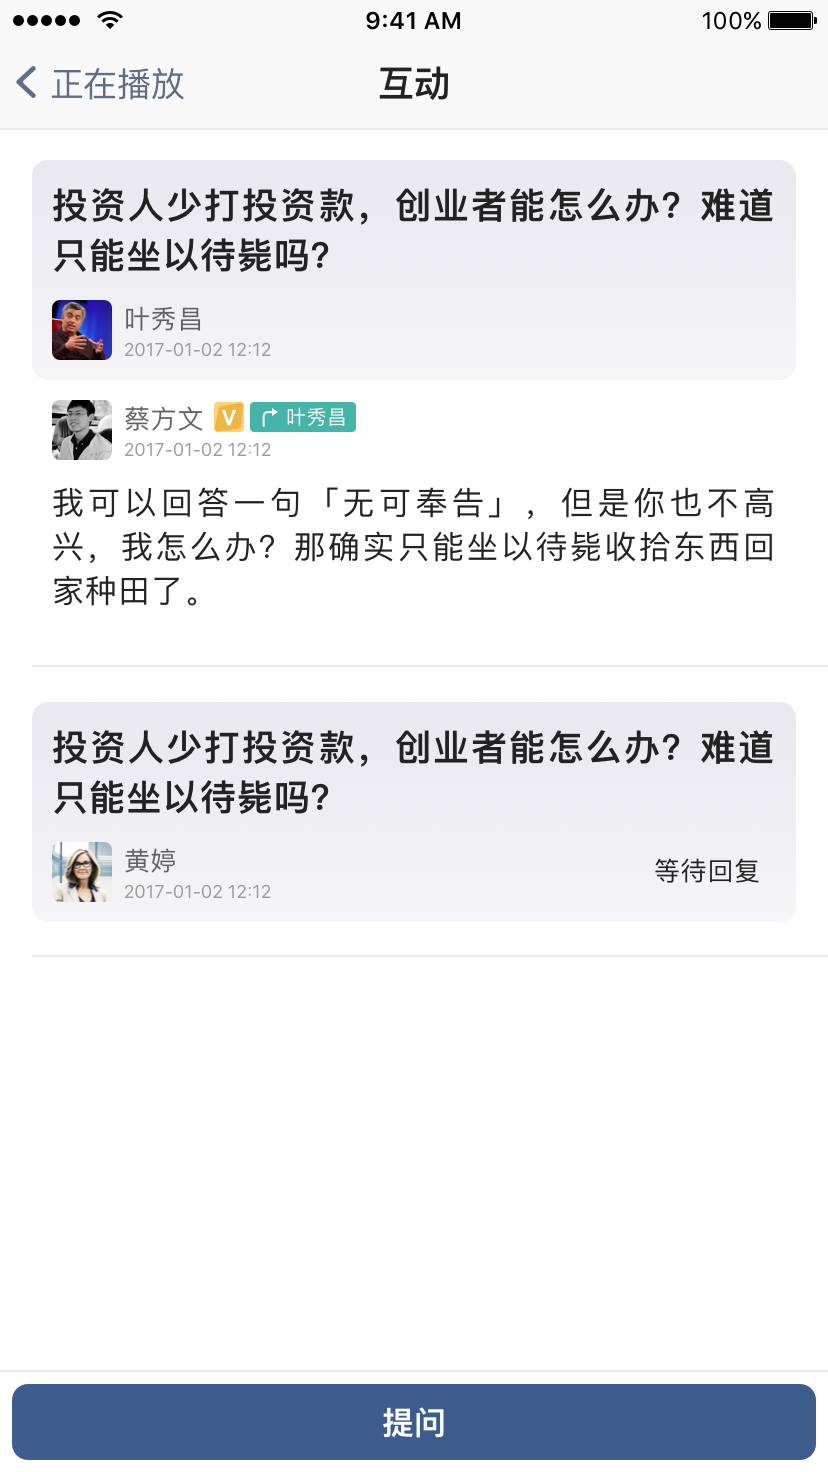 9:41 AM
100%
正在播放
互动
投资人少打投资款，创业者能怎么办？难道
只能坐以待毙吗？
叶秀昌
2017-01-02 12:12
蔡方文 V 叶秀昌
2017-01-02 12:12
我可以回答一句「无可奉告」，但是你也不高
兴，我怎么办？那确实只能坐以待毙收拾东西回
家种田了。
投资人少打投资款，创业者能怎么办？难道
只能坐以待毙吗？
黄婷
2017-01-02 12:12
等待回复
提问